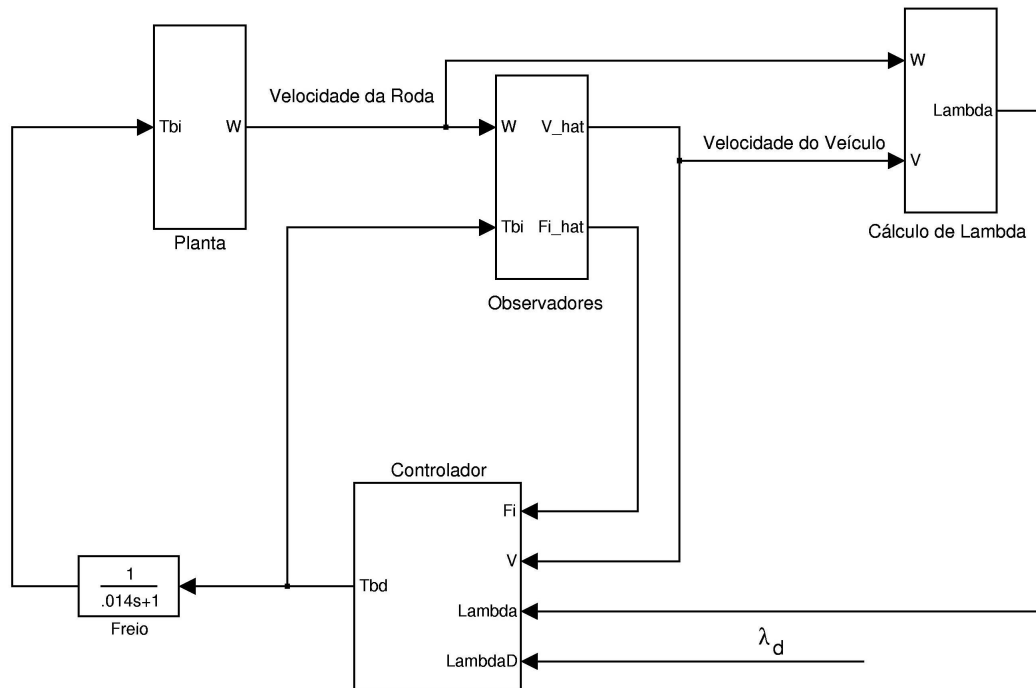 Tbi
W
Planta
Velocidade da Roda
W
V_hat
Tbi
Fi_hat
Observadores
Velocidade do Veículo
W
Lambda
V
Cálculo de Lambda
Controlador
Fi
V
Tbd
Lambda
LambdaD
λd
1
.014s+1
Freio